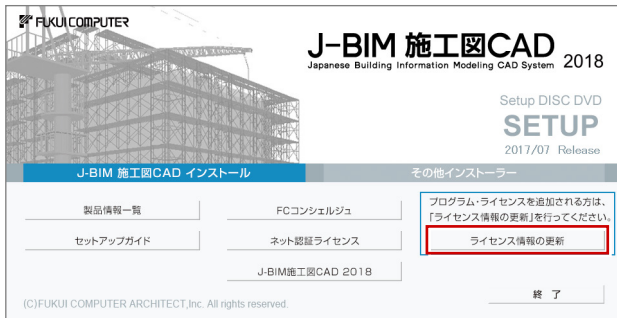 FUKUI COMPUTER
J-BIM 施工図CAD 2018
Japanese Building Information Modeling CAD System
Setup DISC DVD
SETUP
2017/07 Release
J-BIM 施工図CAD インストール
その他インストーラー
製品情報一覧
FCコンシェルジュ
プログラム・ライセンスを追加される方は、
「ライセンス情報の更新」を行ってください。
セットアップガイド
ネット認証ライセンス
ライセンス情報の更新
J-BIM施工図CAD 2018
終 了
(C)FUKUI COMPUTER ARCHITECT,Inc. All rights reserved.